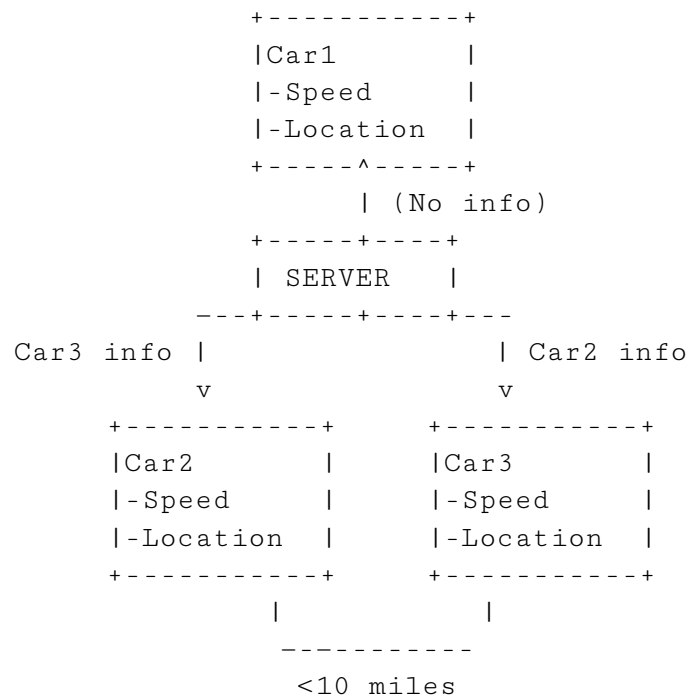 +-----------+
|Car1       |
|-Speed     |
|-Location  |
+-----^-----+
| (No info)
+-----+----+
| SERVER   |
—---+-----+----+---
Car3 info |                | Car2 info
v                v
+-----------+     +-----------+
|Car2       |     |Car3       |
|-Speed     |     |-Speed     |
|-Location  |     |-Location  |
+-----------+     +-----------+
|           |
—-—--------
<10 miles